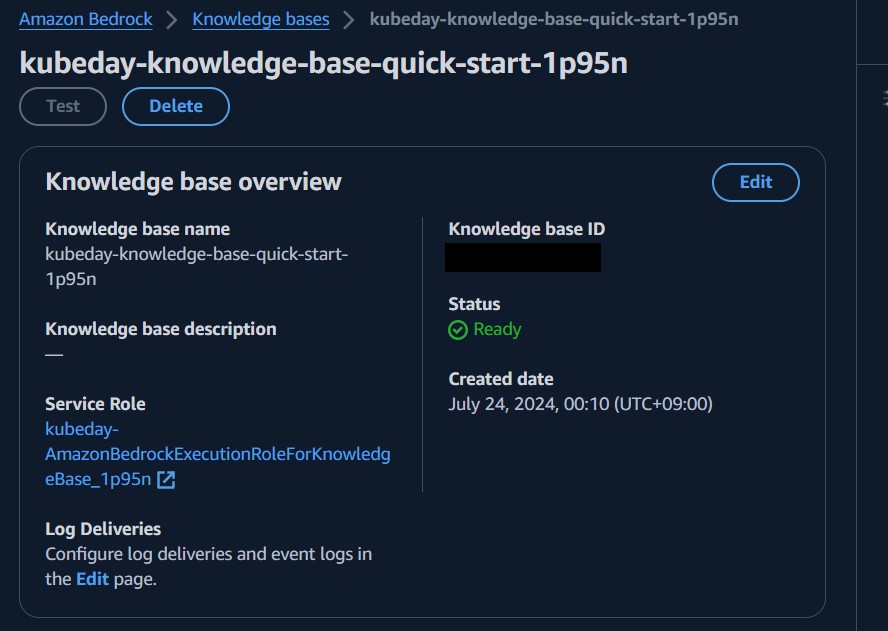 Amazon Bedrock > Knowledge bases > kubeday-knowledge-base-quick-start-1p95n
kubeday-knowledge-base-quick-start-1p95n
Test Delete
Knowledge base overview
Edit
Knowledge base name
kubeday-knowledge-base-quick-start-
1p95n
Knowledge base description
—
Service Role
kubeday-
AmazonBedrockExecutionRoleForKnowledg
eBase_1p95n
Log Deliveries
Configure log deliveries and event logs in
the Edit page.
Knowledge base ID
Status
Ready
Created date
July 24, 2024, 00:10 (UTC+09:00)